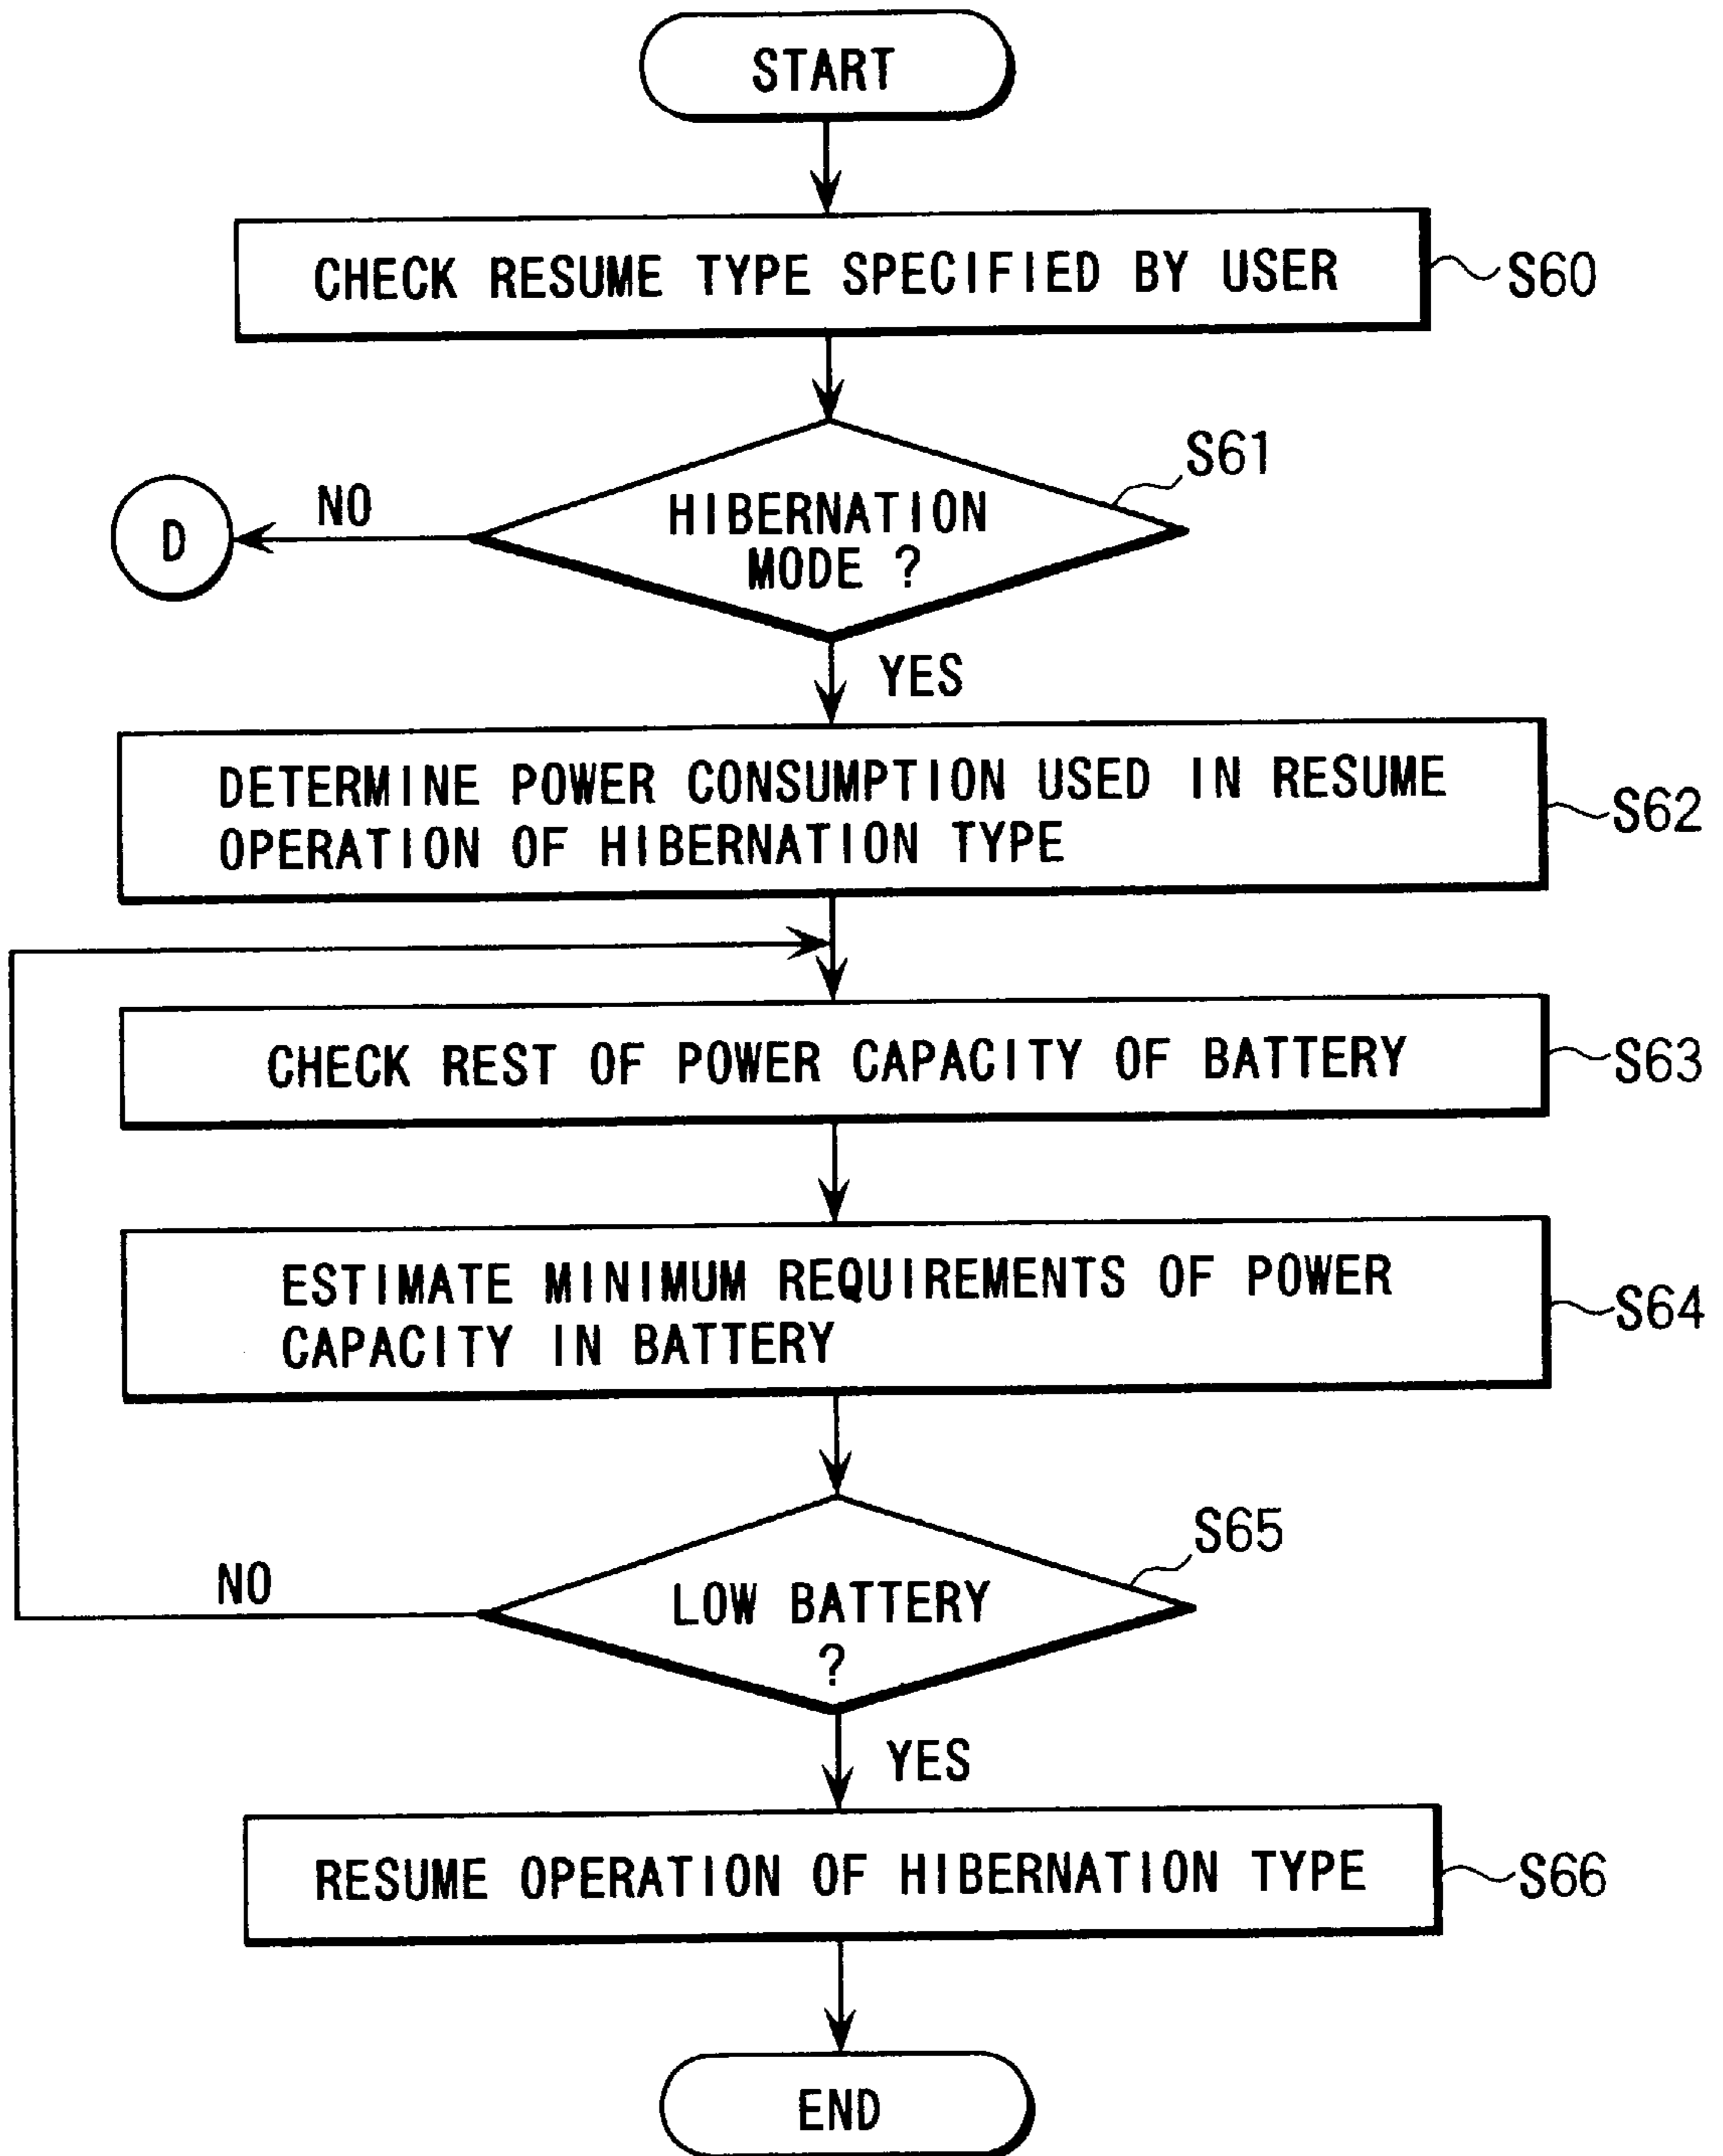 START
CHECK RESUME TYPE SPECIFIED BY USER
S60
S61
HIBERNATION
MODE ?
NO
D
YES
DETERMINE POWER CONSUMPTION USED IN RESUME
OPERATION OF HIBERNATION TYPE
S62
CHECK REST OF POWER CAPACITY OF BATTERY
S63
ESTIMATE MINIMUM REQUIREMENTS OF POWER
CAPACITY IN BATTERY
S64
S65
LOW BATTERY
?
NO
YES
RESUME OPERATION OF HIBERNATION TYPE
S66
END